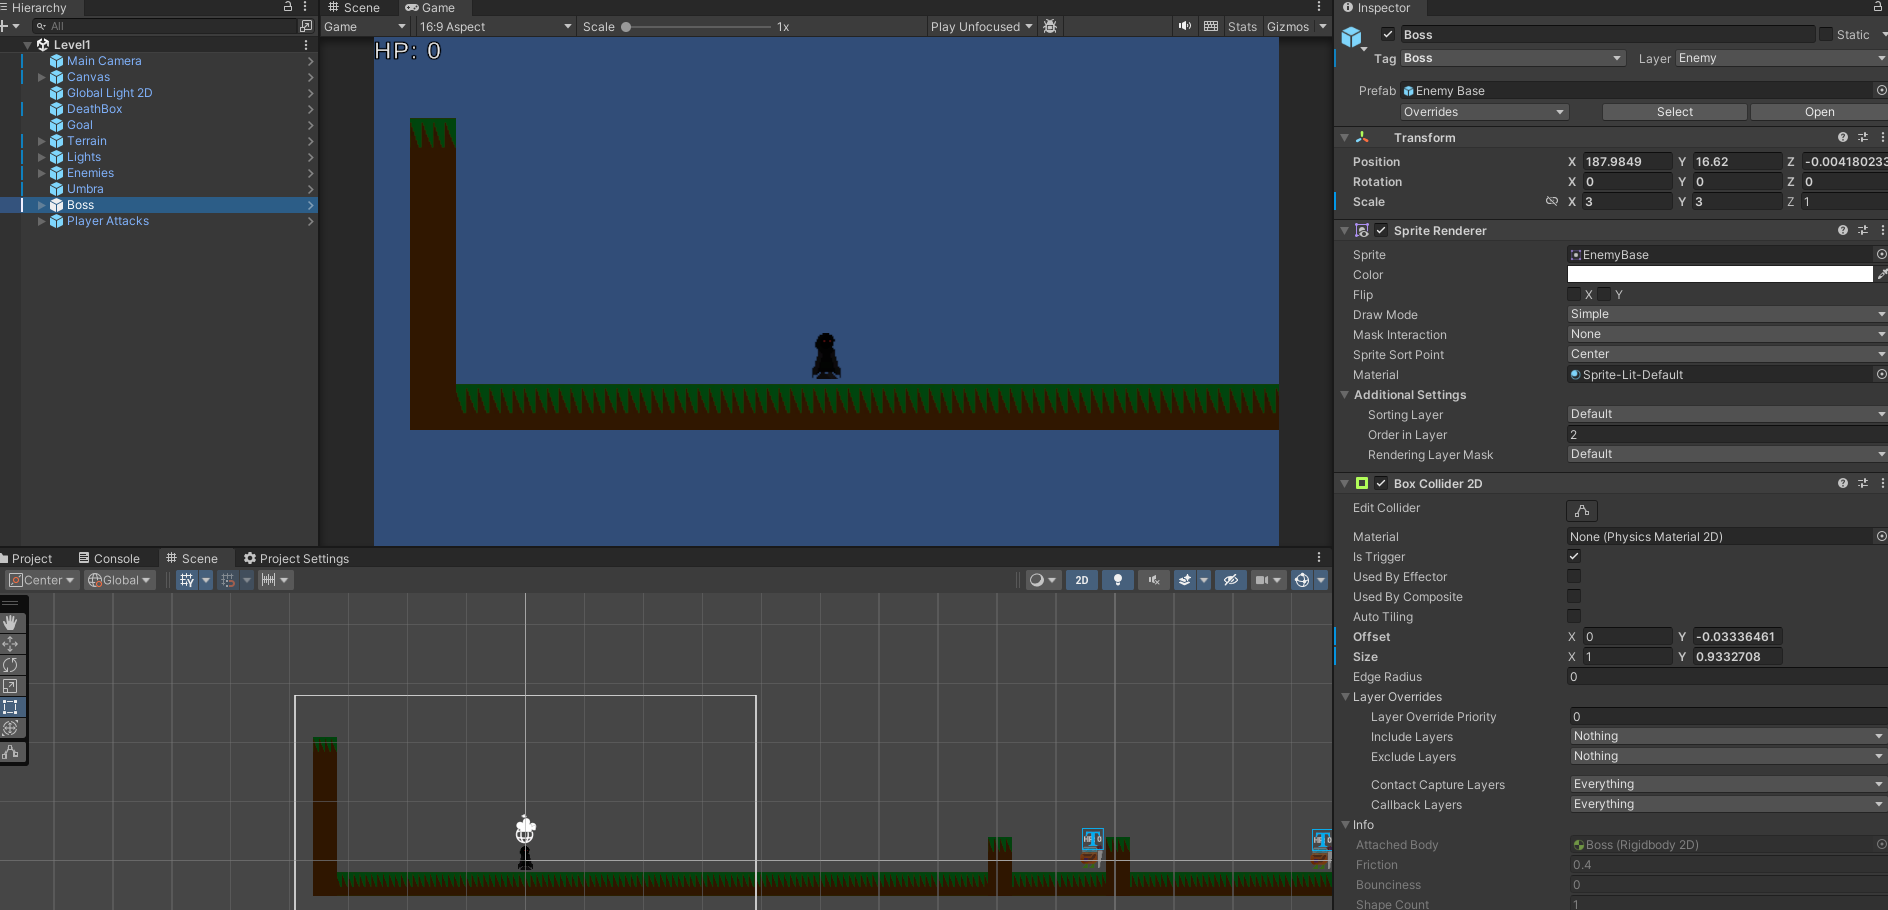 Hierarchy
All
Level1
Main Camera
Canvas
Global Light 2D
DeathBox
Goal
Terrain
Lights
Enemies
Umbra
Boss
Player Attacks
Scene Game
Game 16:9 Aspect Scale 1x Play Unfocused Stats Gizmos
HP: 0
Project Console Scene Project Settings
Center Global 2D
Inspector
Boss Static
Tag Boss Layer Enemy
Prefab Enemy Base
Overrides Select Open
Transform
Position X 187.9849 Y 16.62 Z -0.004180233
Rotation X 0 Y 0 Z 0
Scale X 3 Y 3 Z 1
Sprite Renderer
Sprite EnemyBase
Color
Flip X Y
Draw Mode Simple
Mask Interaction None
Sprite Sort Point Center
Material Sprite-Lit-Default
Additional Settings
Sorting Layer Default
Order in Layer 2
Rendering Layer Mask Default
Box Collider 2D
Edit Collider
Material None (Physics Material 2D)
Is Trigger
Used By Effector
Used By Composite
Auto Tiling
Offset X 0 Y -0.03336461
Size X 1 Y 0.9332708
Edge Radius 0
Layer Overrides
Layer Override Priority 0
Include Layers Nothing
Exclude Layers Nothing
Contact Capture Layers Everything
Callback Layers Everything
Info
Attached Body Boss (Rigidbody 2D)
Friction 0.4
Bounciness 0
Shape Count 1